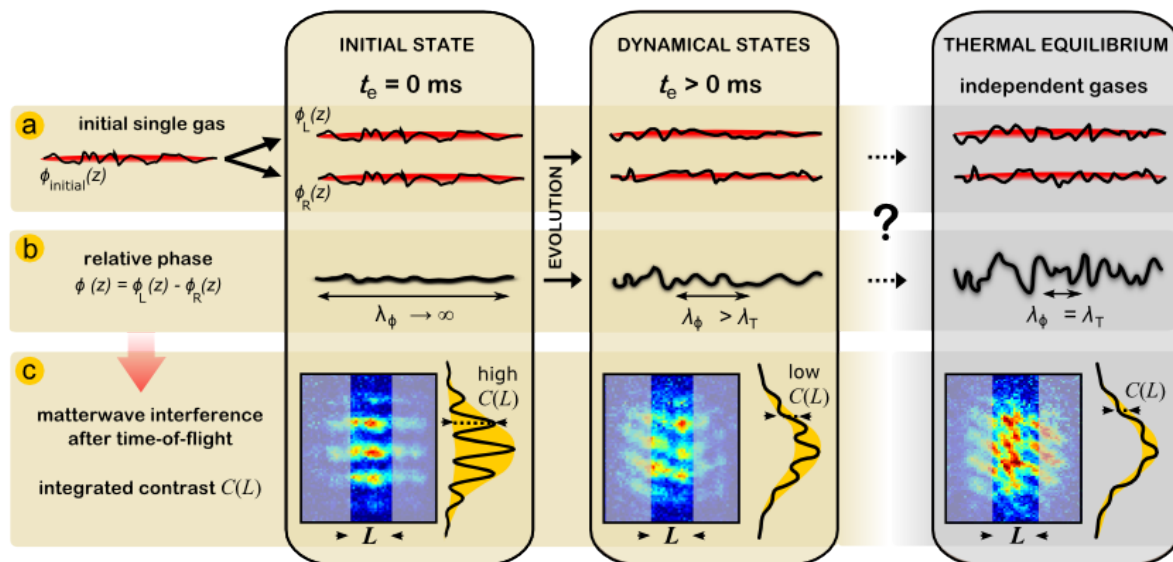 INITIAL STATE
t_e = 0 ms
DYNAMICAL STATES
t_e > 0 ms
THERMAL EQUILIBRIUM
independent gases
a
initial single gas
ϕ_initial(z)
ϕ_L(z)
ϕ_R(z)
EVOLUTION
?
b
relative phase
ϕ (z) = ϕ_L(z) - ϕ_R(z)
λ_ϕ → ∞
λ_ϕ > λ_T
λ_ϕ = λ_T
c
matterwave interference
after time-of-flight
integrated contrast C(L)
high
C(L)
L
low
C(L)
L
C(L)
L